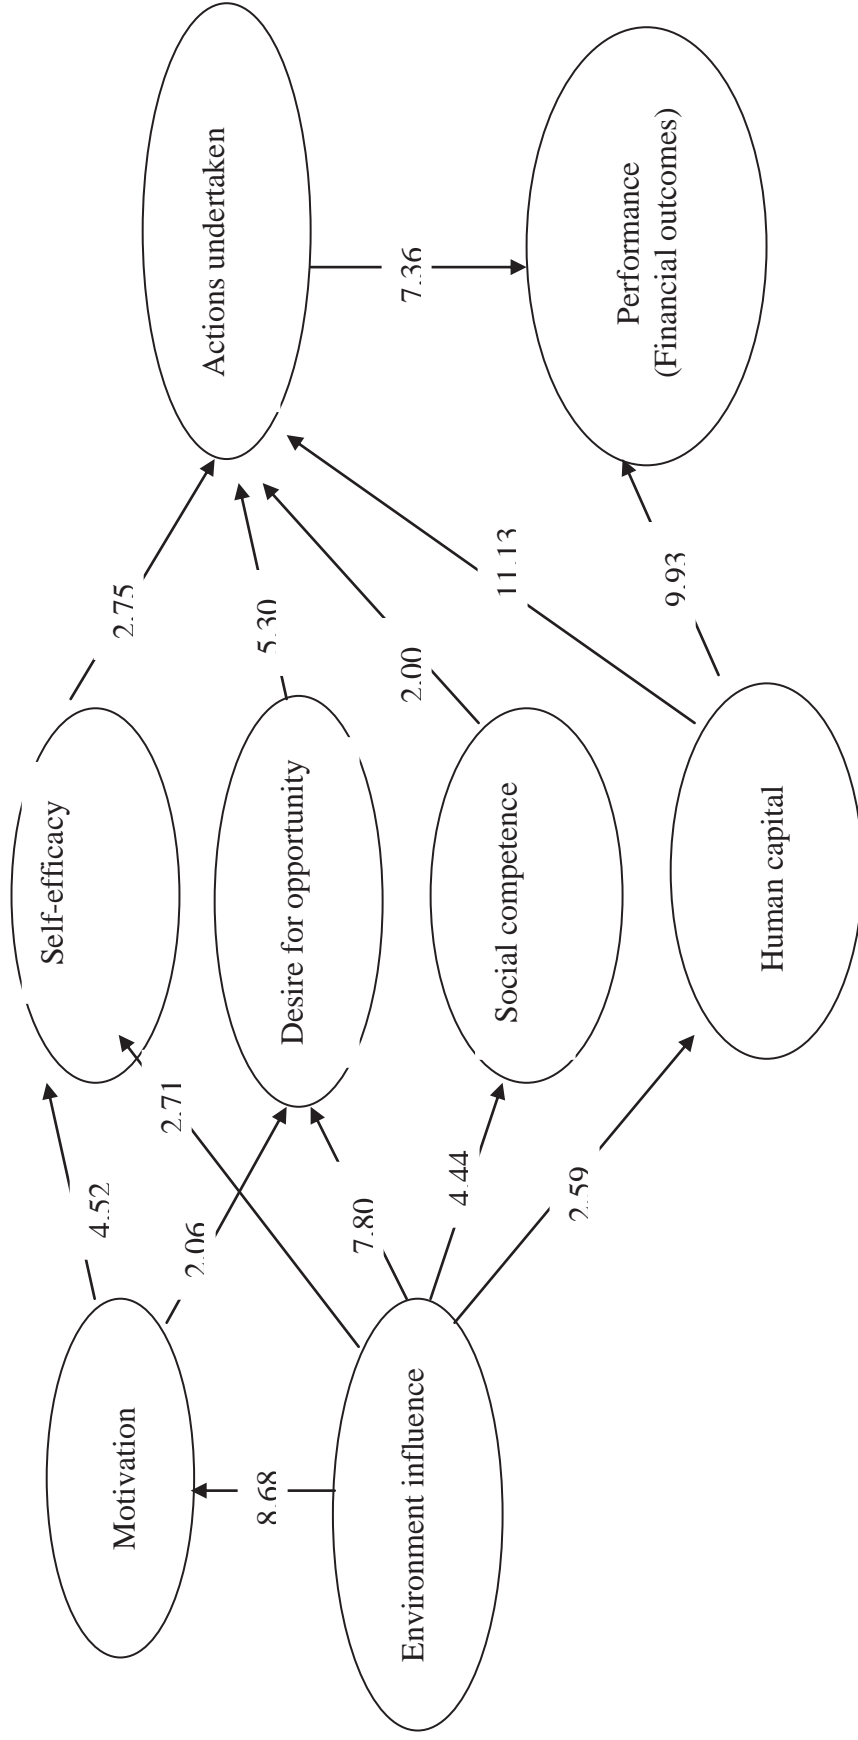 Motivation
Environment influence
8.68
4.52
2.06
2.71
7.80
4.44
2.59
Self-efficacy
Desire for opportunity
Social competence
Human capital
2.75
5.30
2.00
11.13
9.93
Actions undertaken
7.36
Performance
(Financial outcomes)